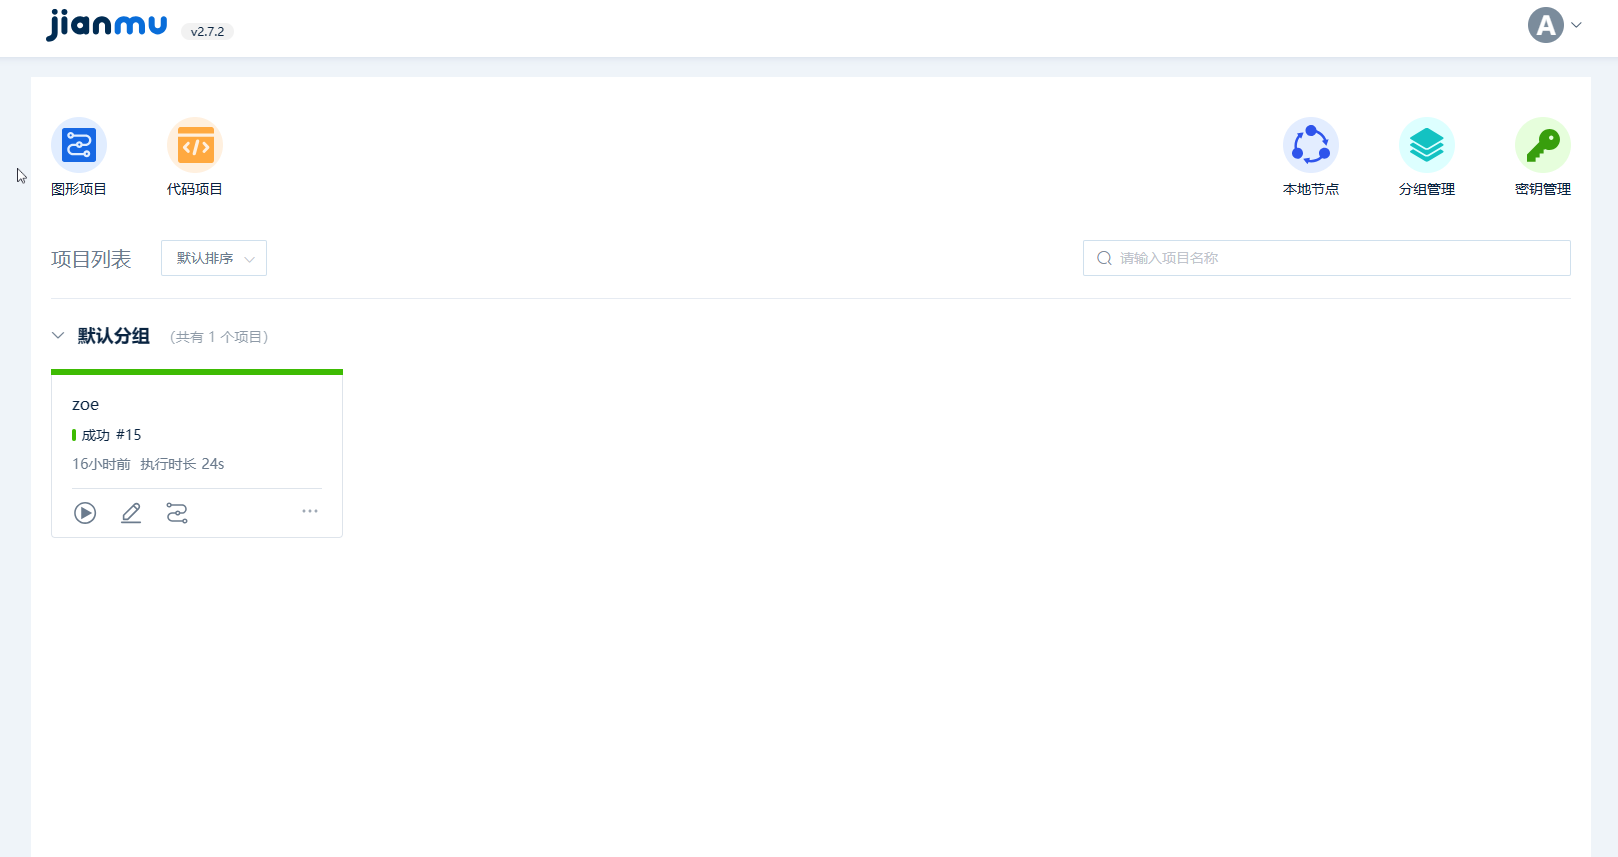 jianmu v2.7.2
A
图形项目 代码项目 本地节点 分组管理 密钥管理
项目列表 默认排序 请输入项目名称
默认分组 (共有 1 个项目)
zoe
成功 #15
16小时前 执行时长 24s